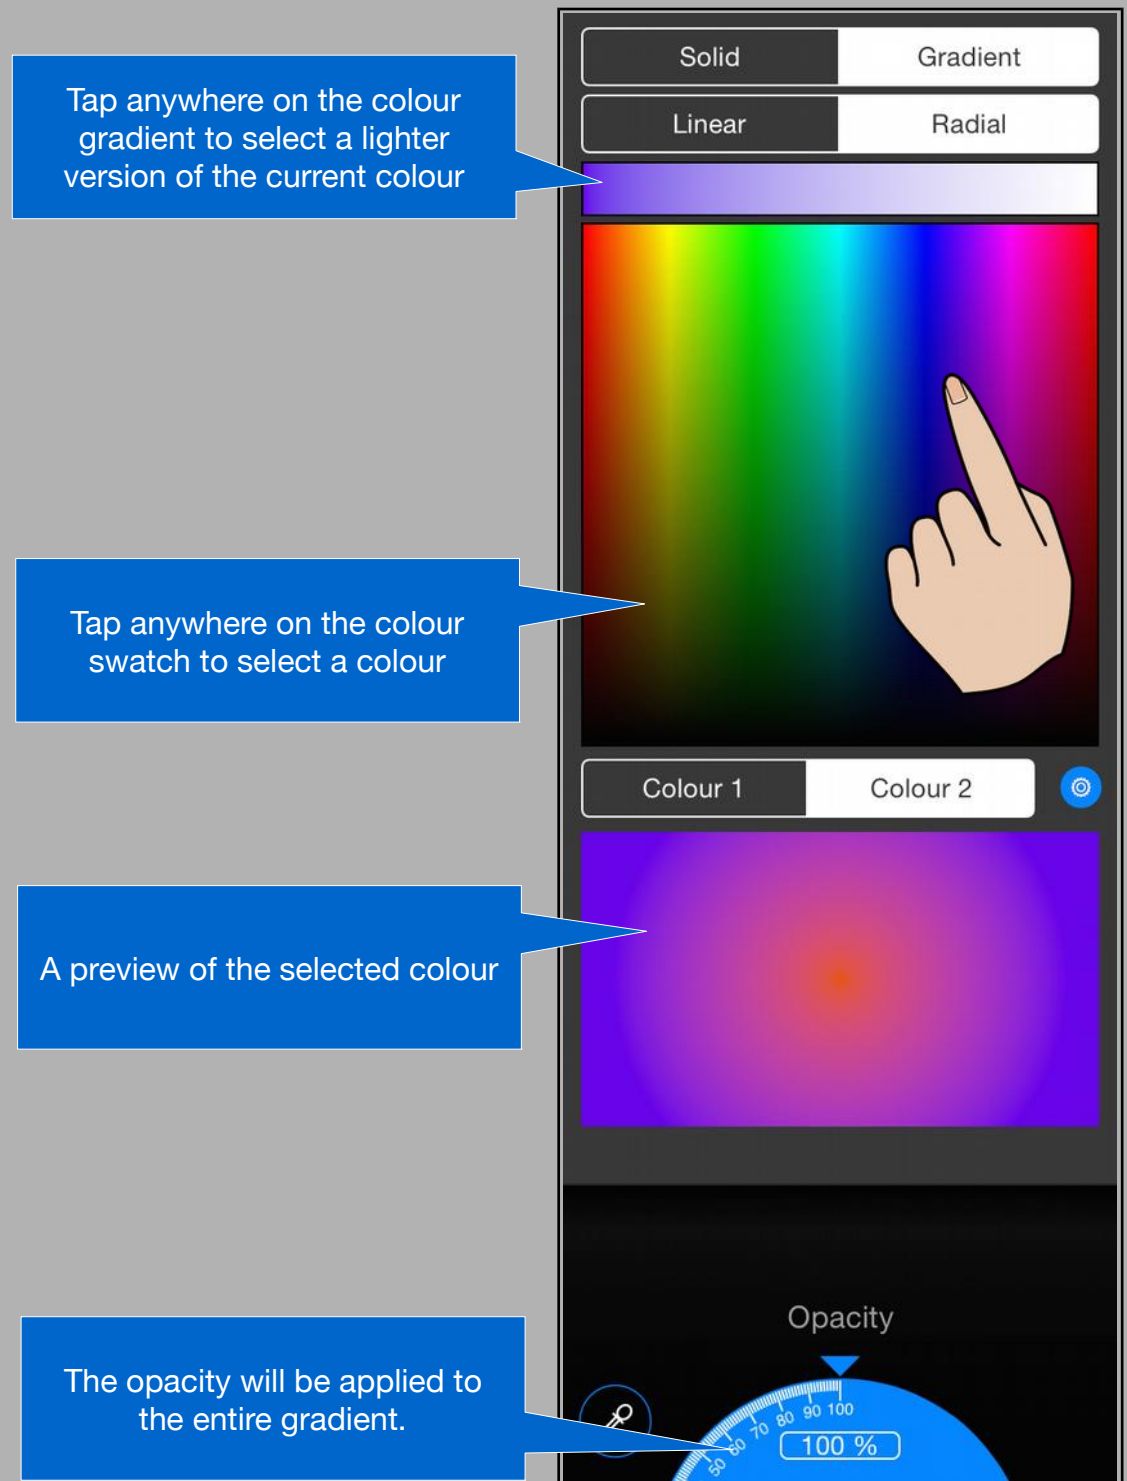 Solid
Gradient
Tap anywhere on the colour
gradient to select a lighter
version of the current colour
Linear
Radial
Tap anywhere on the colour
swatch to select a colour
Colour 1
Colour 2
A preview of the selected colour
Opacity
The opacity will be applied to
the entire gradient.
50 60 70 80 90 100
100 %